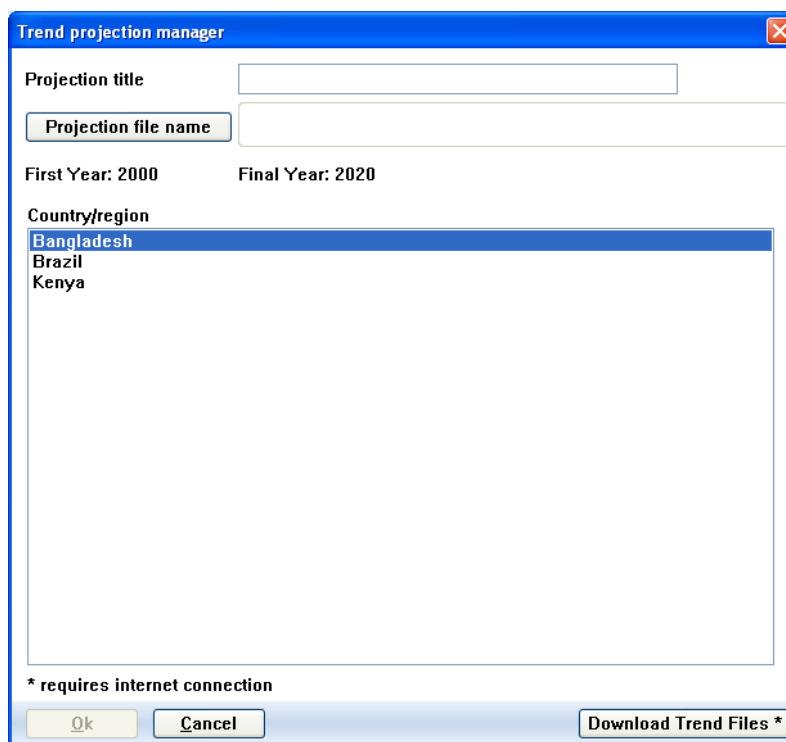 Trend projection manager
Projection title
Projection file name
First Year: 2000 Final Year: 2020
Country/region
Bangladesh
Brazil
Kenya
* requires internet connection
Ok Cancel Download Trend Files *